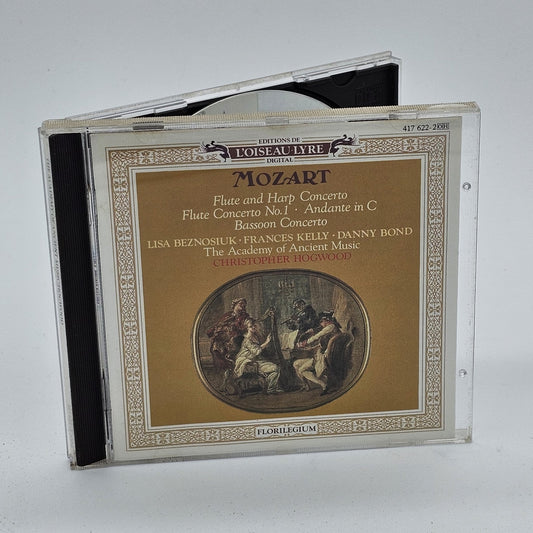 417 622-2 OH
EDITIONS DE
L'OISEAU-LYRE
DIGITAL
MOZART
Flute and Harp Concerto
Flute Concerto No.1 · Andante in C
Bassoon Concerto
LISA BEZNOSIUK · FRANCES KELLY · DANNY BOND
The Academy of Ancient Music
CHRISTOPHER HOGWOOD
FLORILEGIUM